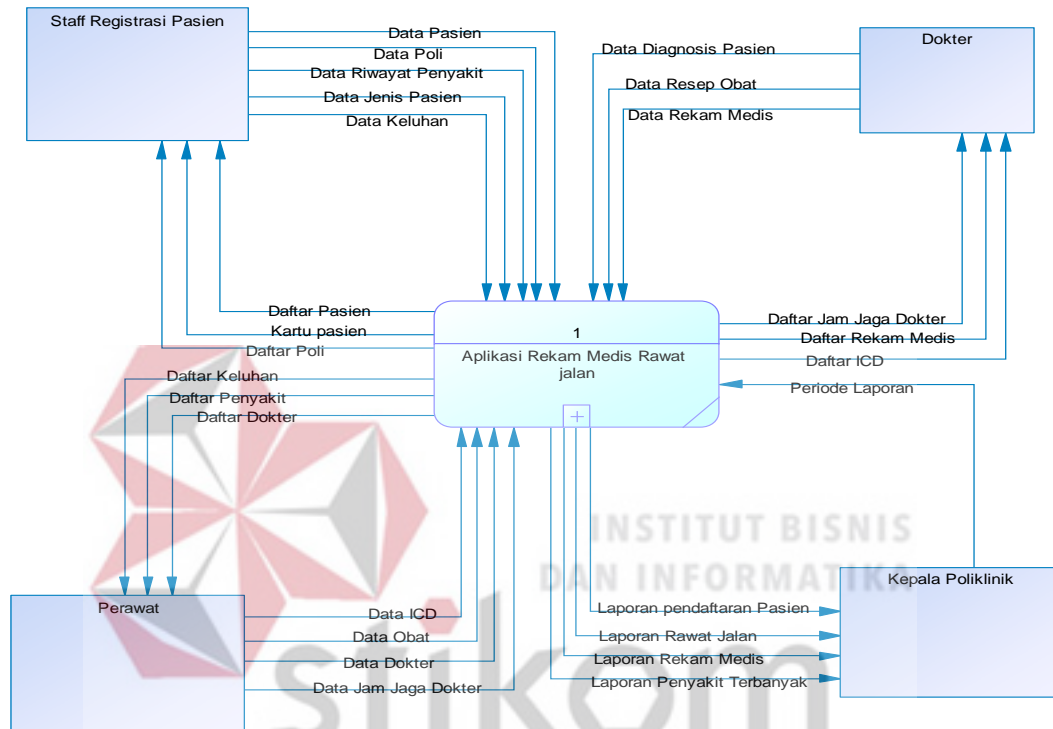 Staff Registrasi Pasien
Data Pasien
Data Poli
Data Riwayat Penyakit
Data Jenis Pasien
Data Keluhan
Dokter
Data Diagnosis Pasien
Data Resep Obat
Data Rekam Medis
Daftar Pasien
Kartu pasien
Daftar Poli
Daftar Keluhan
Daftar Penyakit
Daftar Dokter
1
Aplikasi Rekam Medis Rawat
jalan
+
Daftar Jam Jaga Dokter
Daftar Rekam Medis
Daftar ICD
Periode Laporan
INSTITUT BISNIS
DAN INFORMATIKA
stikom
Perawat
Data ICD
Data Obat
Data Dokter
Data Jam Jaga Dokter
Kepala Poliklinik
Laporan pendaftaran Pasien
Laporan Rawat Jalan
Laporan Rekam Medis
Laporan Penyakit Terbanyak